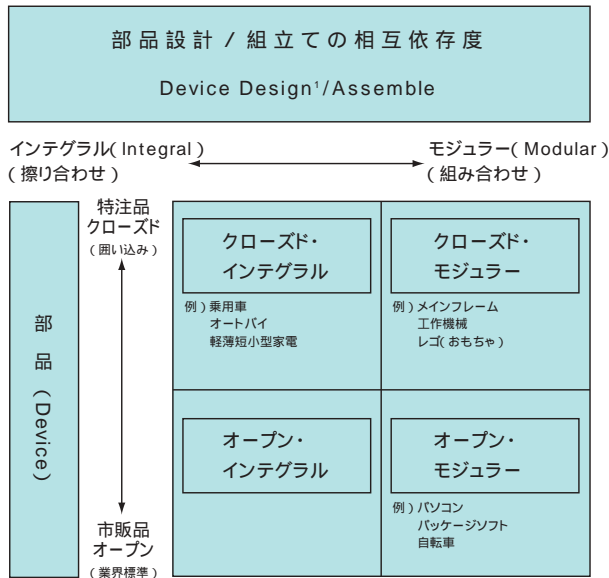 部品設計 / 組立ての相互依存度
Device Design¹/Assemble
インテグラル( Integral )
( 擦り合わせ )
モジュラー( Modular )
( 組み合わせ )
部品(Device)
特注品
クローズド
( 囲い込み )
市販品
オープン
( 業界標準 )
クローズド・
インテグラル
例 ) 乗用車
オートバイ
軽薄短小型家電
クローズド・
モジュラー
例 ) メインフレーム
工作機械
レゴ( おもちゃ )
オープン・
インテグラル
オープン・
モジュラー
例 ) パソコン
パッケージソフト
自転車